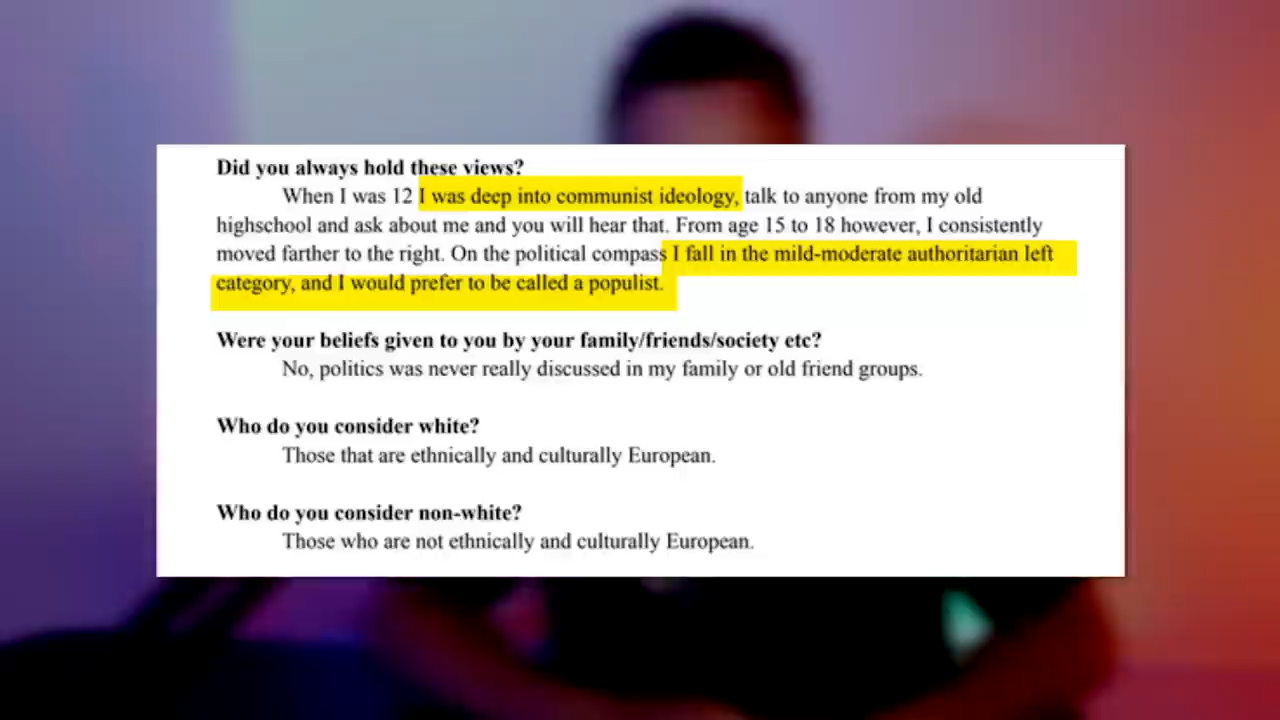 Did you always hold these views?
When I was 12 I was deep into communist ideology, talk to anyone from my old
highschool and ask about me and you will hear that. From age 15 to 18 however, I consistently
moved farther to the right. On the political compass I fall in the mild-moderate authoritarian left
category, and I would prefer to be called a populist.
Were your beliefs given to you by your family/friends/society etc?
No, politics was never really discussed in my family or old friend groups.
Who do you consider white?
Those that are ethnically and culturally European.
Who do you consider non-white?
Those who are not ethnically and culturally European.